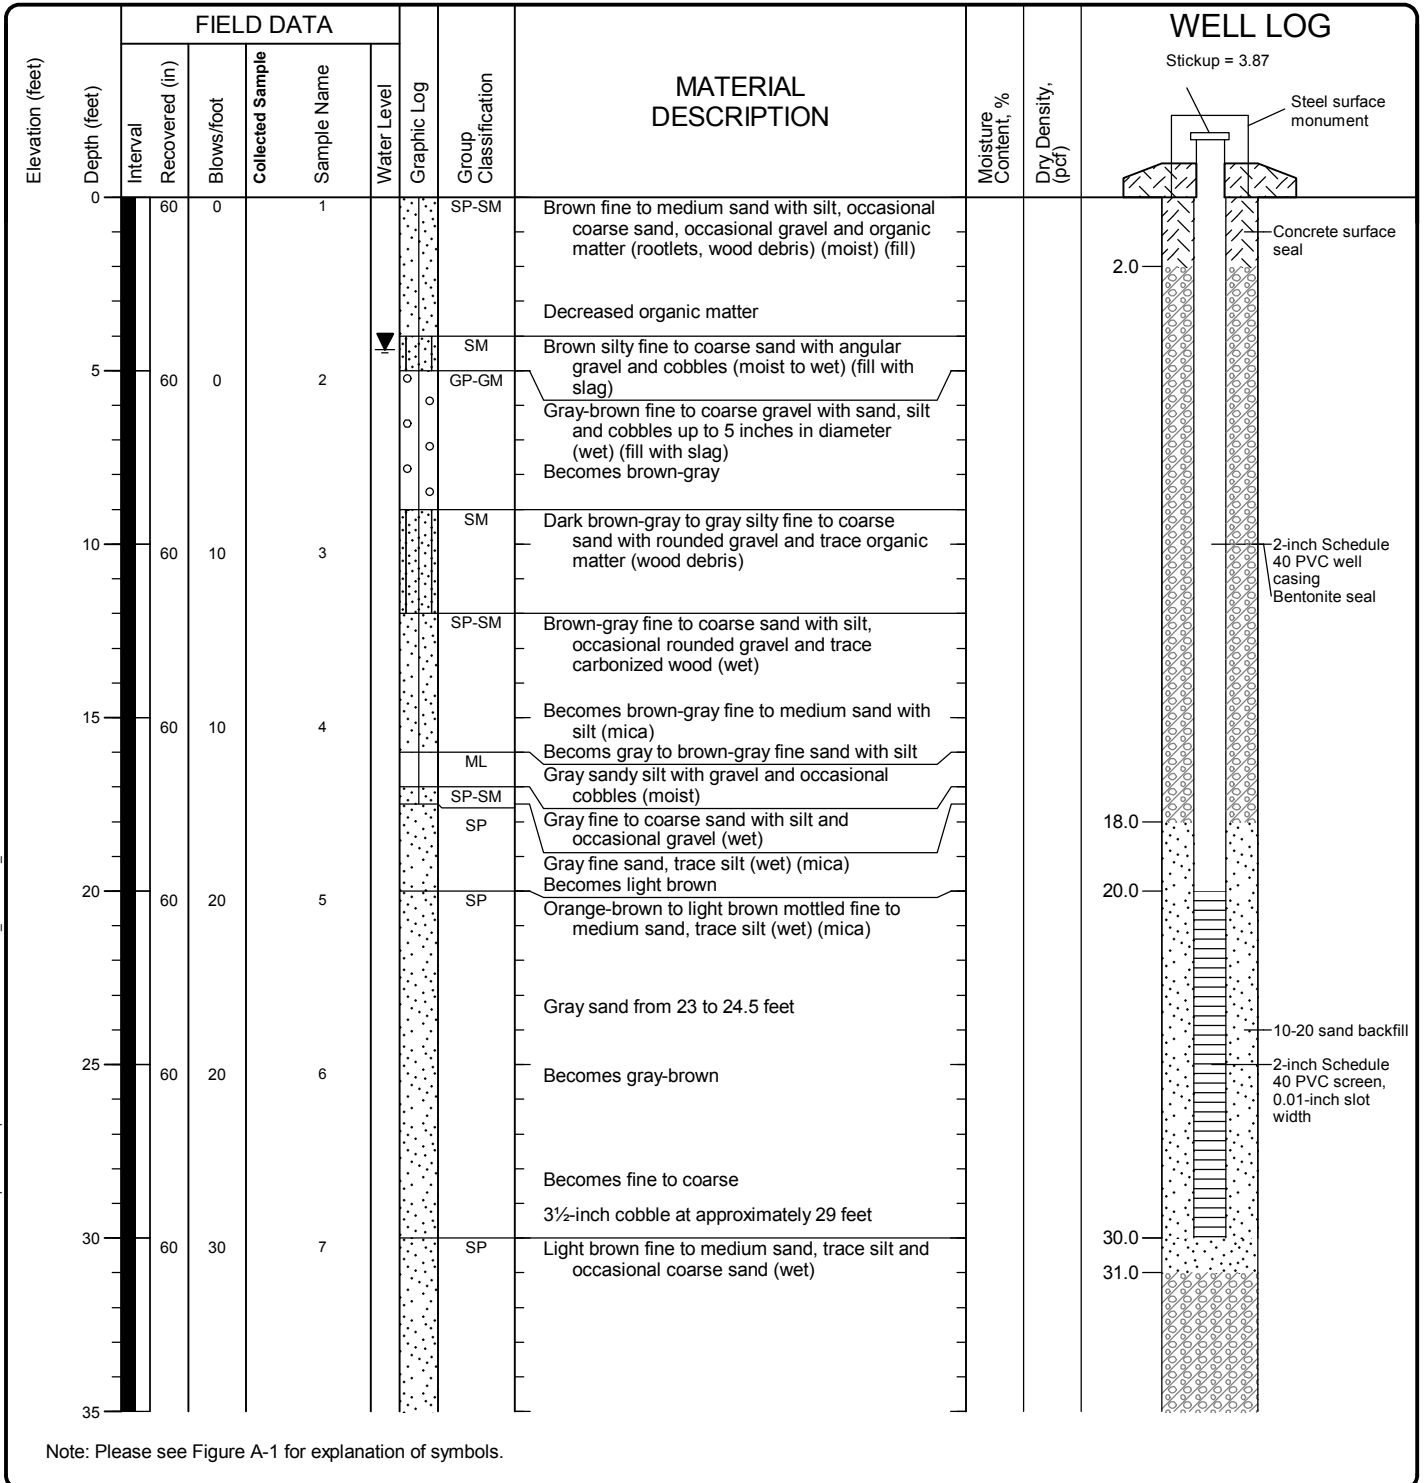 FIELD DATA
WELL LOG
Stickup = 3.87
Steel surface
monument
Elevation (feet)
Depth (feet)
Interval
Recovered (in)
Blows/foot
Collected Sample
Sample Name
Water Level
Graphic Log
Group
Classification
MATERIAL
DESCRIPTION
Moisture
Content, %
Dry Density,
(pcf)
0
60 0 1 SP-SM
Brown fine to medium sand with silt, occasional
coarse sand, occasional gravel and organic
matter (rootlets, wood debris) (moist) (fill)
Concrete surface
seal
2.0
Decreased organic matter
SM
Brown silty fine to coarse sand with angular
gravel and cobbles (moist to wet) (fill with
slag)
5
60 0 2 GP-GM
Gray-brown fine to coarse gravel with sand, silt
and cobbles up to 5 inches in diameter
(wet) (fill with slag)
Becomes brown-gray
SM
Dark brown-gray to gray silty fine to coarse
sand with rounded gravel and trace organic
matter (wood debris)
10
60 10 3
2-inch Schedule
40 PVC well
casing
Bentonite seal
SP-SM
Brown-gray fine to coarse sand with silt,
occasional rounded gravel and trace
carbonized wood (wet)
15
60 10 4
Becomes brown-gray fine to medium sand with
silt (mica)
Becoms gray to brown-gray fine sand with silt
ML
Gray sandy silt with gravel and occasional
cobbles (moist)
SP-SM
Gray fine to coarse sand with silt and
occasional gravel (wet)
18.0
SP
Gray fine sand, trace silt (wet) (mica)
Becomes light brown
20
20.0
60 20 5 SP
Orange-brown to light brown mottled fine to
medium sand, trace silt (wet) (mica)
Gray sand from 23 to 24.5 feet
10-20 sand backfill
25
60 20 6
Becomes gray-brown
2-inch Schedule
40 PVC screen,
0.01-inch slot
width
Becomes fine to coarse
3½-inch cobble at approximately 29 feet
30
30.0
60 30 7 SP
Light brown fine to medium sand, trace silt and
occasional coarse sand (wet)
31.0
35
Note: Please see Figure A-1 for explanation of symbols.